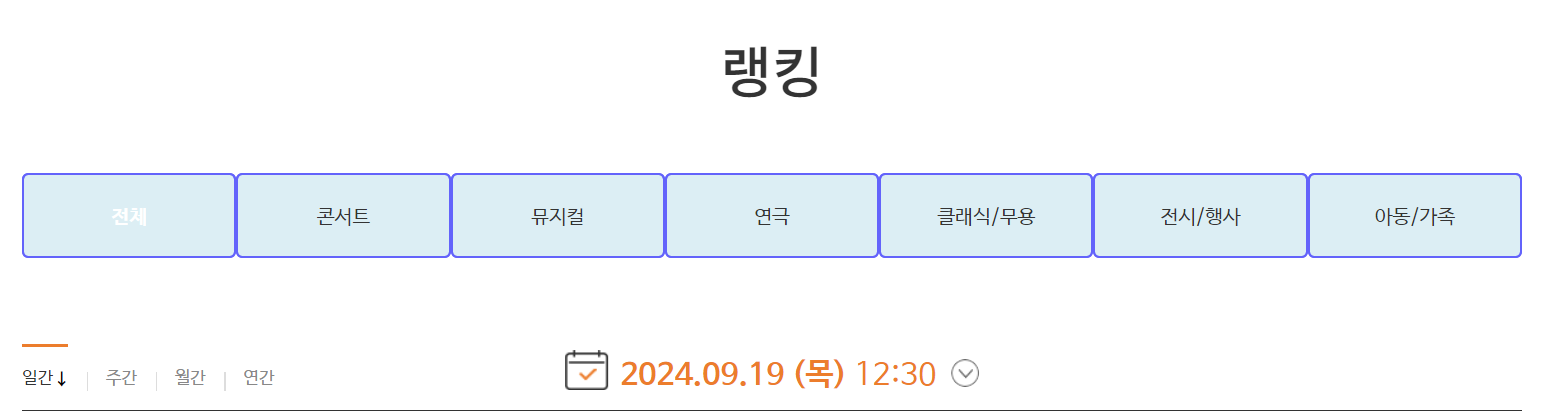 랭킹
전체 콘서트 뮤지컬 연극 클래식/무용 전시/행사 아동/가족
일간↓ 주간 월간 연간 2024.09.19 (목) 12:30